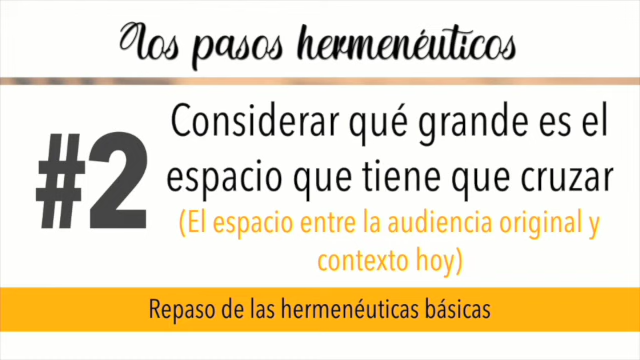 Los pasos hermenéuticos
#2
Considerar qué grande es el
espacio que tiene que cruzar
(El espacio entre la audiencia original y
contexto hoy)
Repaso de las hermenéuticas básicas